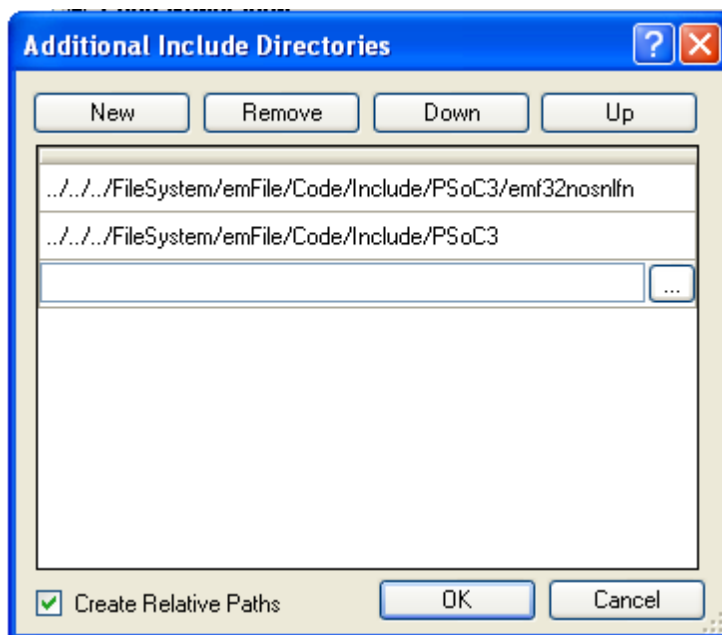 Additional Include Directories
New Remove Down Up
../../../FileSystem/emFile/Code/Include/PSoC3/emf32nosnlfn
../../../FileSystem/emFile/Code/Include/PSoC3
...
Create Relative Paths OK Cancel